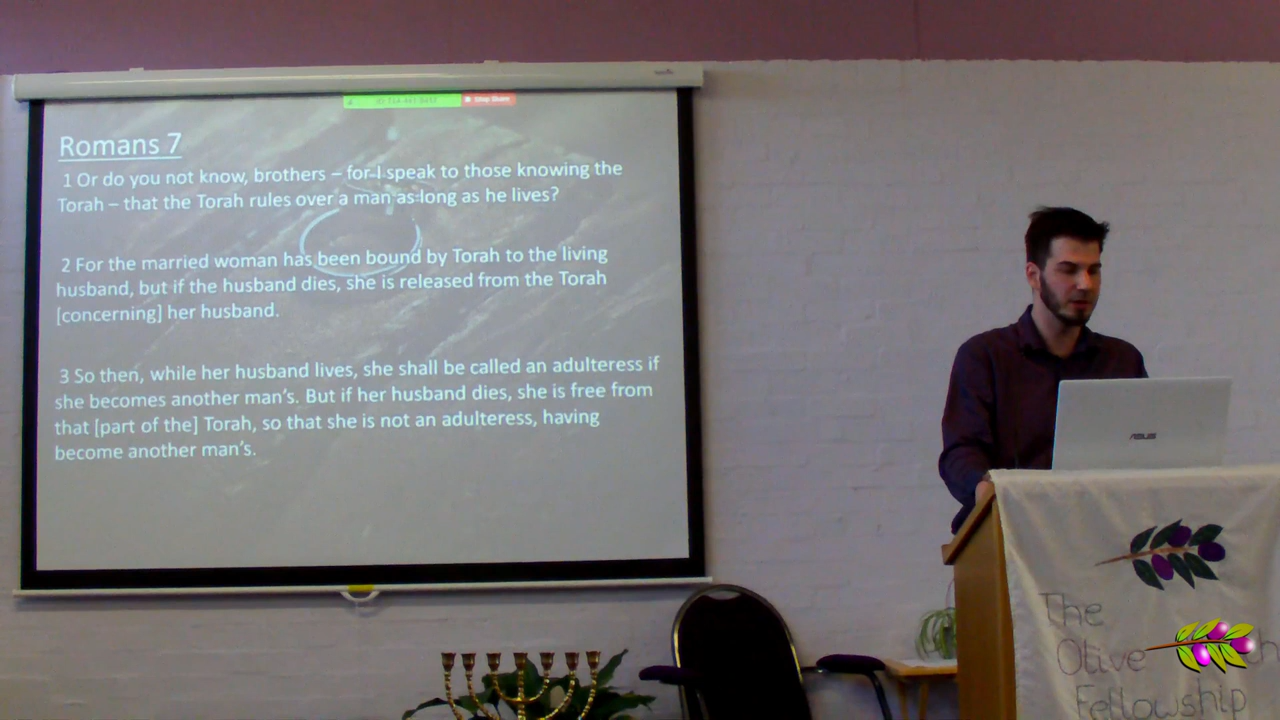 Stop Share
Romans 7
1 Or do you not know, brothers – for I speak to those knowing the
Torah – that the Torah rules over a man as long as he lives?
2 For the married woman has been bound by Torah to the living
husband, but if the husband dies, she is released from the Torah
[concerning] her husband.
3 So then, while her husband lives, she shall be called an adulteress if
she becomes another man's. But if her husband dies, she is free from
that [part of the] Torah, so that she is not an adulteress, having
become another man's.
ASUS
The
Olive
Fellowship